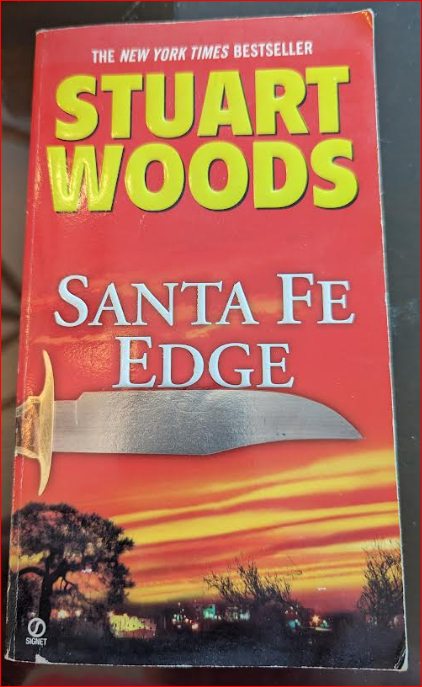 THE NEW YORK TIMES BESTSELLER
STUART
WOODS
SANTA FE
EDGE
SIGNET